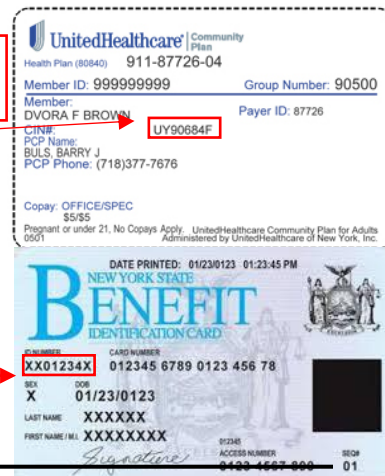 UnitedHealthcare® Community Plan
Health Plan (80840) 911-87726-04
Member ID: 999999999 Group Number: 90500
Member:
DVORA F BROWN Payer ID: 87726
CIN#: UY90684F
PCP Name:
BULS, BARRY J
PCP Phone: (718)377-7676
Copay: OFFICE/SPEC
$5/$5
Pregnant or under 21, No Copays Apply. UnitedHealthcare Community Plan for Adults
0501 Administered by UnitedHealthcare of New York, Inc.
DATE PRINTED: 01/23/0123 01:23:45 PM
NEW YORK STATE
BENEFIT
IDENTIFICATION CARD
ID NUMBER CARD NUMBER
XX01234X 012345 6789 0123 456 78
SEX DOB
X 01/23/0123
LAST NAME XXXXXX
FIRST NAME / M.I. XXXXXXXX
Signature
012345
ACCESS NUMBER SEQ#
0123 4567 890 01